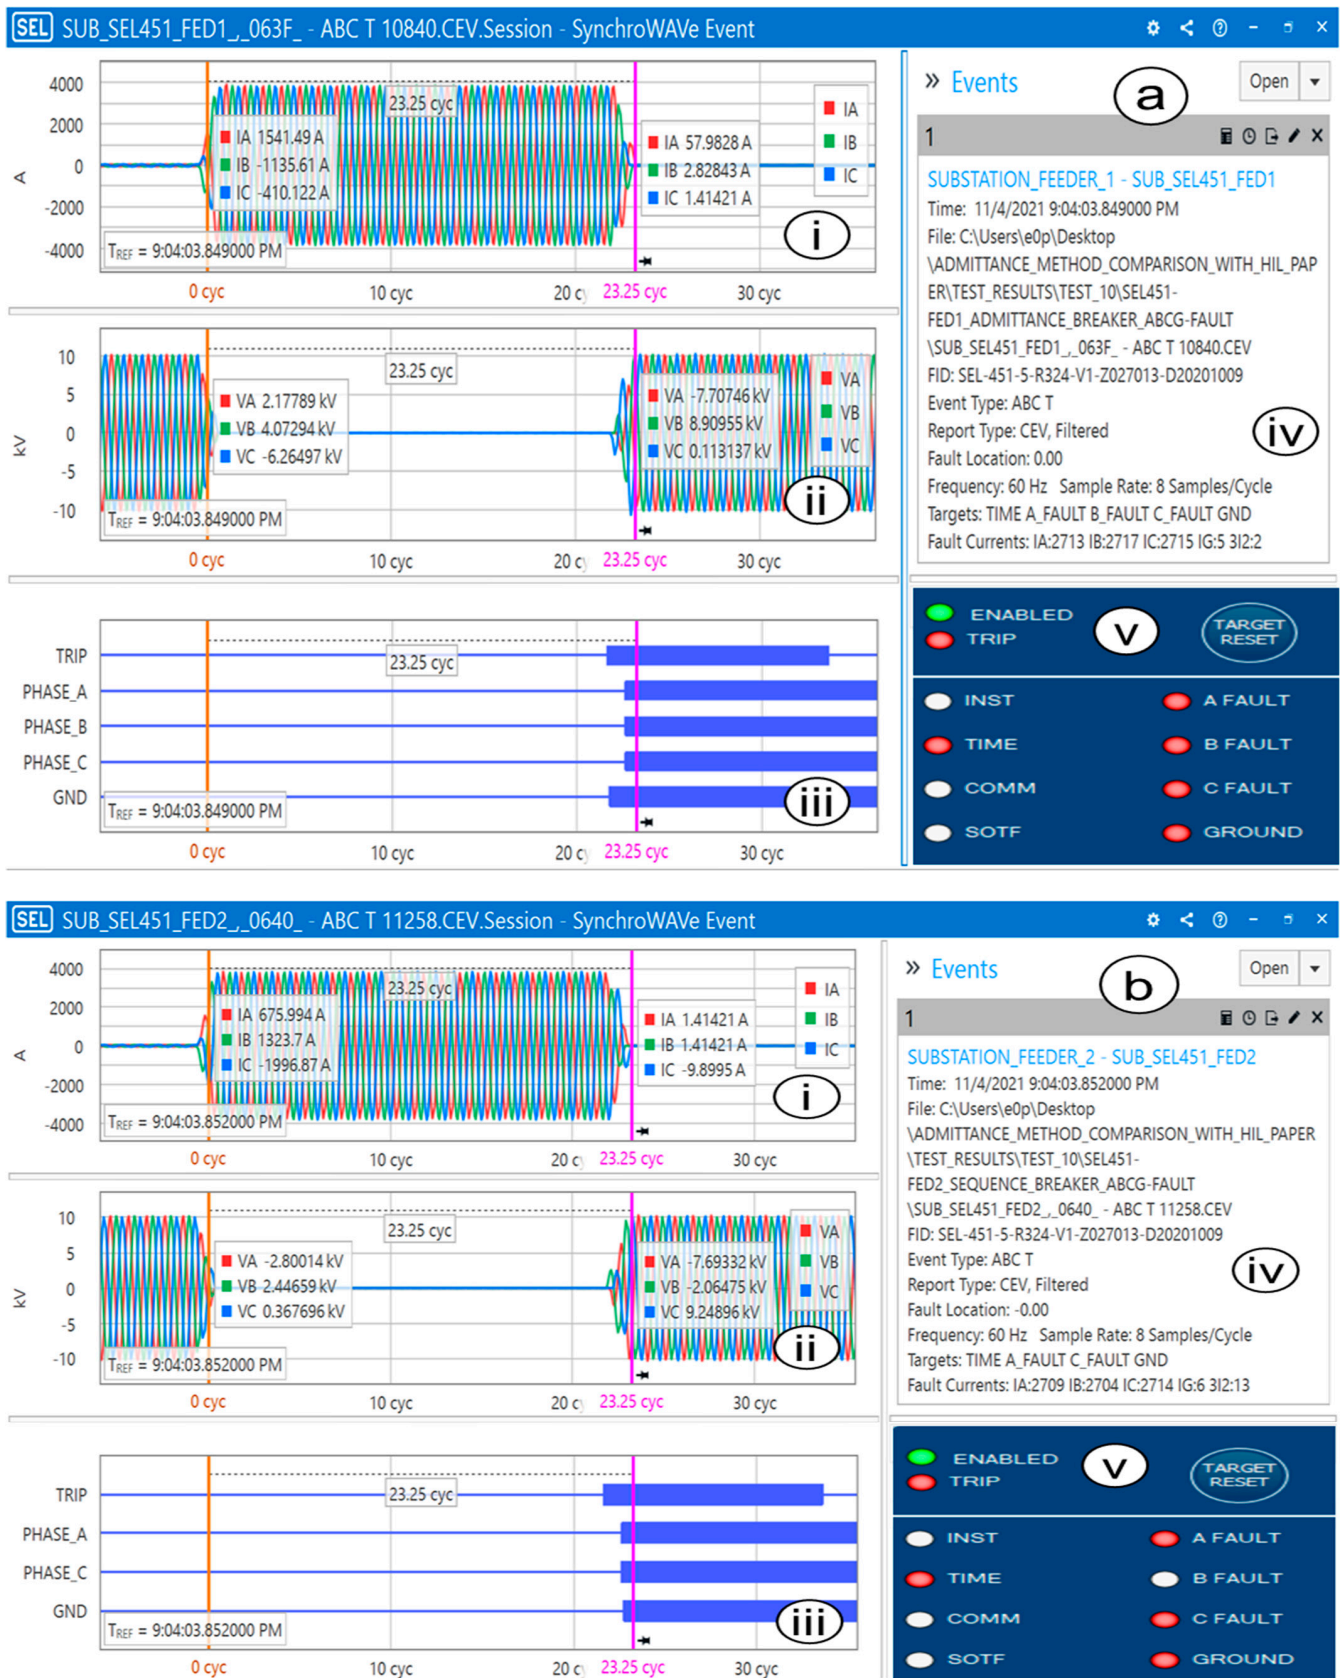 SEL SUB_SEL451_FED1_,_063F_ - ABC T 10840.CEV.Session - SynchroWAVe Event
4000
2000
0
-2000
-4000
A
23.25 cyc
IA 1541.49 A
IB -1135.61 A
IC -410.122 A
IA 57.9828 A
IB 2.82843 A
IC 1.41421 A
IA
IB
IC
i
TREF = 9:04:03.849000 PM
0 cyc
10 cyc
20 cy
23.25 cyc
30 cyc
10
5
0
-5
-10
kV
23.25 cyc
VA 2.17789 kV
VB 4.07294 kV
VC -6.26497 kV
VA -7.70746 kV
VB 8.90955 kV
VC 0.113137 kV
VA
VB
VC
ii
TREF = 9:04:03.849000 PM
0 cyc
10 cyc
20 cy
23.25 cyc
30 cyc
TRIP
PHASE_A
PHASE_B
PHASE_C
GND
23.25 cyc
iii
TREF = 9:04:03.849000 PM
0 cyc
10 cyc
20 cy
23.25 cyc
30 cyc
» Events
a
Open
1
SUBSTATION_FEEDER_1 - SUB_SEL451_FED1
Time: 11/4/2021 9:04:03.849000 PM
File: C:\Users\e0p\Desktop
\ADMITTANCE_METHOD_COMPARISON_WITH_HIL_PAP
ER\TEST_RESULTS\TEST_10\SEL451-
FED1_ADMITTANCE_BREAKER_ABCG-FAULT
\SUB_SEL451_FED1_,_063F_ - ABC T 10840.CEV
FID: SEL-451-5-R324-V1-Z027013-D20201009
Event Type: ABC T
Report Type: CEV, Filtered
Fault Location: 0.00
Frequency: 60 Hz Sample Rate: 8 Samples/Cycle
Targets: TIME A_FAULT B_FAULT C_FAULT GND
Fault Currents: IA:2713 IB:2717 IC:2715 IG:5 3I2:2
iv
ENABLED
TRIP
v
TARGET
RESET
INST
A FAULT
TIME
B FAULT
COMM
C FAULT
SOTF
GROUND
SEL SUB_SEL451_FED2_,_0640_ - ABC T 11258.CEV.Session - SynchroWAVe Event
4000
2000
0
-2000
-4000
A
23.25 cyc
IA 675.994 A
IB 1323.7 A
IC -1996.87 A
IA 1.41421 A
IB 1.41421 A
IC -9.8995 A
IA
IB
IC
i
TREF = 9:04:03.852000 PM
0 cyc
10 cyc
20 cy
23.25 cyc
30 cyc
10
5
0
-5
-10
kV
23.25 cyc
VA -2.80014 kV
VB 2.44659 kV
VC 0.367696 kV
VA -7.69332 kV
VB -2.06475 kV
VC 9.24896 kV
VA
VB
VC
ii
TREF = 9:04:03.852000 PM
0 cyc
10 cyc
20 cy
23.25 cyc
30 cyc
TRIP
PHASE_A
PHASE_C
GND
23.25 cyc
iii
TREF = 9:04:03.852000 PM
0 cyc
10 cyc
20 cy
23.25 cyc
30 cyc
» Events
b
Open
1
SUBSTATION_FEEDER_2 - SUB_SEL451_FED2
Time: 11/4/2021 9:04:03.852000 PM
File: C:\Users\e0p\Desktop
\ADMITTANCE_METHOD_COMPARISON_WITH_HIL_PAPER
\TEST_RESULTS\TEST_10\SEL451-
FED2_SEQUENCE_BREAKER_ABCG-FAULT
\SUB_SEL451_FED2_,_0640_ - ABC T 11258.CEV
FID: SEL-451-5-R324-V1-Z027013-D20201009
Event Type: ABC T
Report Type: CEV, Filtered
Fault Location: -0.00
Frequency: 60 Hz Sample Rate: 8 Samples/Cycle
Targets: TIME A_FAULT C_FAULT GND
Fault Currents: IA:2709 IB:2704 IC:2714 IG:6 3I2:13
iv
ENABLED
TRIP
v
TARGET
RESET
INST
A FAULT
TIME
B FAULT
COMM
C FAULT
SOTF
GROUND